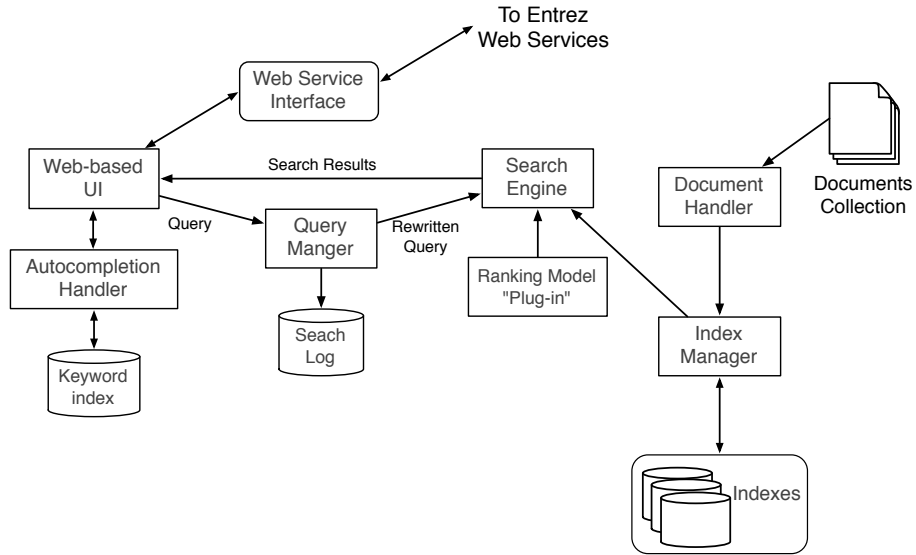 To Entrez
Web Services
Web Service
Interface
Web-based
UI
Search Results
Search
Engine
Document
Handler
Documents
Collection
Query
Query
Manger
Rewritten
Query
Autocompletion
Handler
Ranking Model
"Plug-in"
Seach
Log
Index
Manager
Keyword
index
Indexes